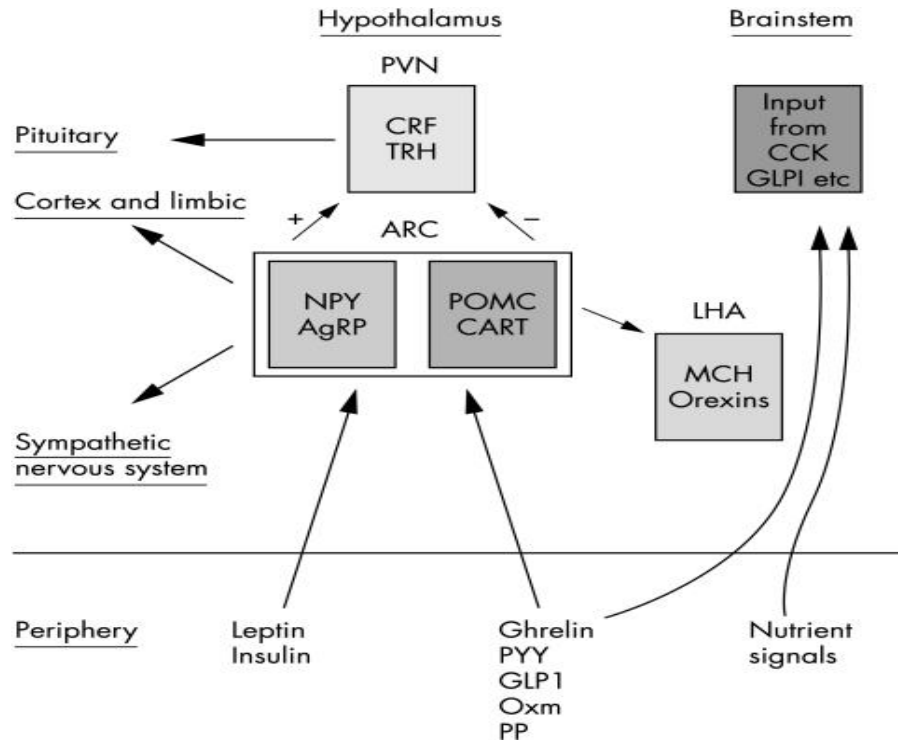 Hypothalamus
Brainstem
PVN
CRF
TRH
Input
from
CCK
GLPI etc
Pituitary
Cortex and limbic
+
ARC
−
NPY
AgRP
POMC
CART
LHA
MCH
Orexins
Sympathetic
nervous system
Periphery
Leptin
Insulin
Ghrelin
PYY
GLP1
Oxm
PP
Nutrient
signals